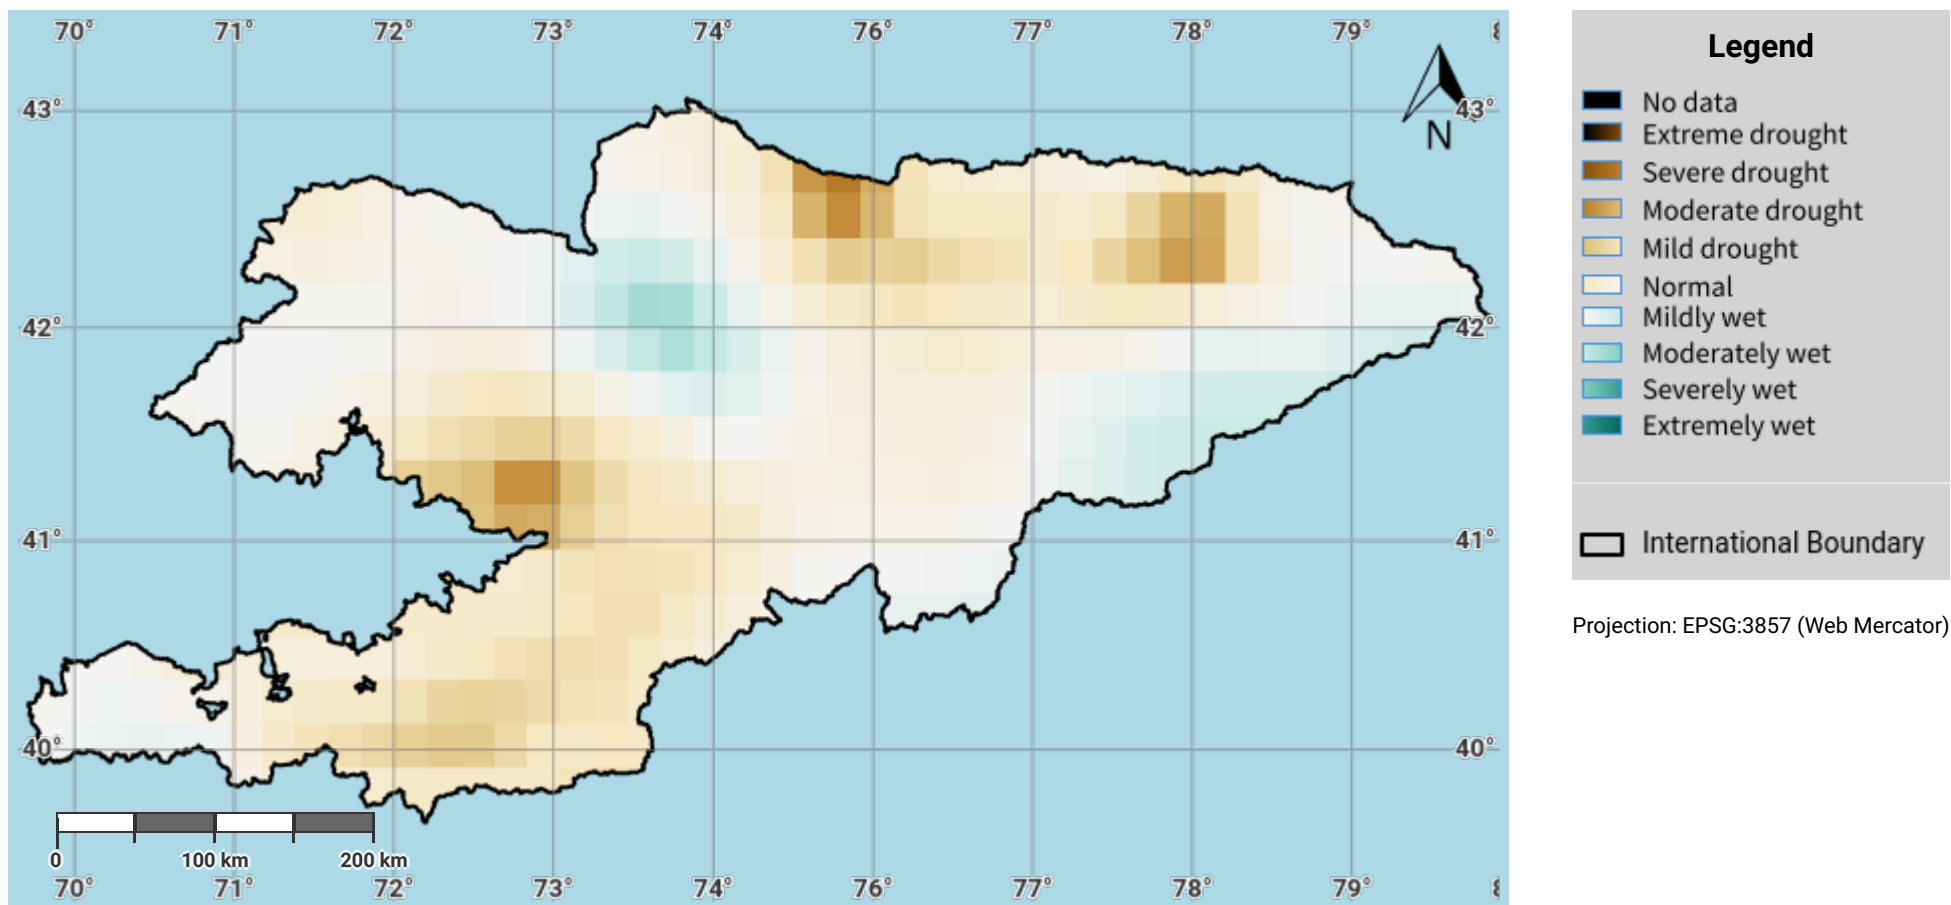 70° 71° 72° 73° 74° 76° 77° 78° 79° 8
43° 43°
N
42° 42°
41° 41°
40° 40°
0 100 km 200 km
70° 71° 72° 73° 74° 76° 77° 78° 79° 8
Legend
No data
Extreme drought
Severe drought
Moderate drought
Mild drought
Normal
Mildly wet
Moderately wet
Severely wet
Extremely wet
International Boundary
Projection: EPSG:3857 (Web Mercator)